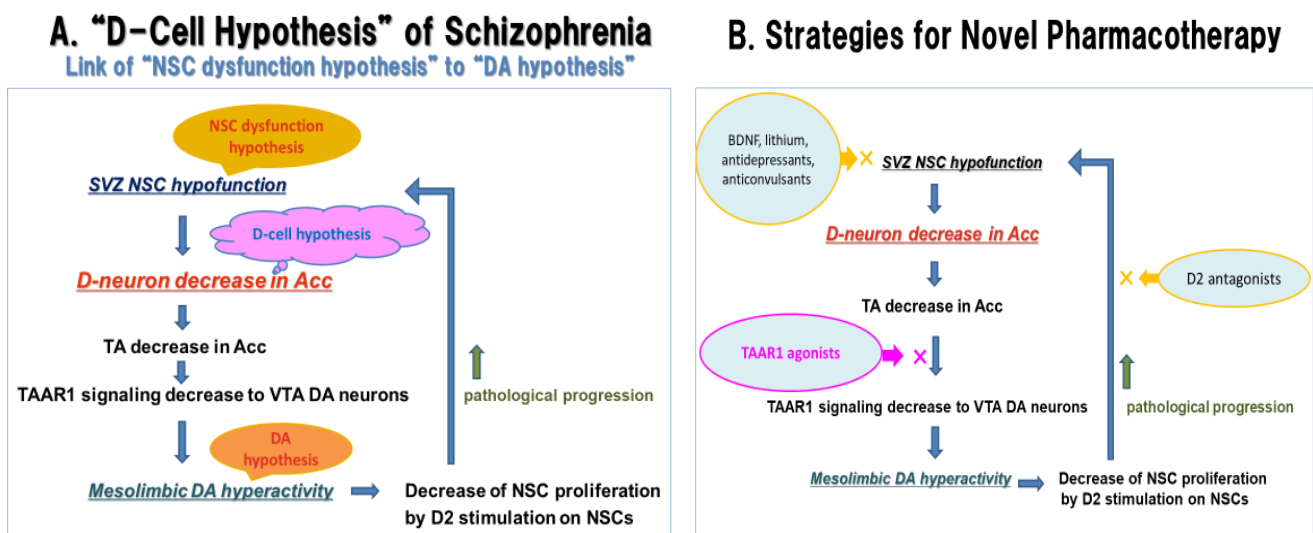 A. “D-Cell Hypothesis” of Schizophrenia
Link of “NSC dysfunction hypothesis” to “DA hypothesis”
NSC dysfunction
hypothesis
SVZ NSC hypofunction
D-cell hypothesis
D-neuron decrease in Acc
TA decrease in Acc
TAAR1 signaling decrease to VTA DA neurons
pathological progression
DA
hypothesis
Mesolimbic DA hyperactivity
Decrease of NSC proliferation
by D2 stimulation on NSCs
B. Strategies for Novel Pharmacotherapy
BDNF, lithium,
antidepressants,
anticonvulsants
SVZ NSC hypofunction
D-neuron decrease in Acc
D2 antagonists
TA decrease in Acc
TAAR1 agonists
TAAR1 signaling decrease to VTA DA neurons
pathological progression
Mesolimbic DA hyperactivity
Decrease of NSC proliferation
by D2 stimulation on NSCs